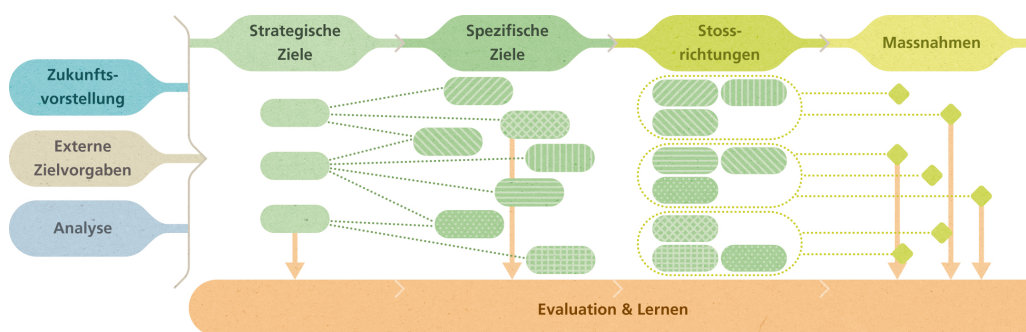 Strategische
Ziele
Spezifische
Ziele
Stoss-
richtungen
Massnahmen
Zukunfts-
vorstellung
Externe
Zielvorgaben
Analyse
Evaluation & Lernen